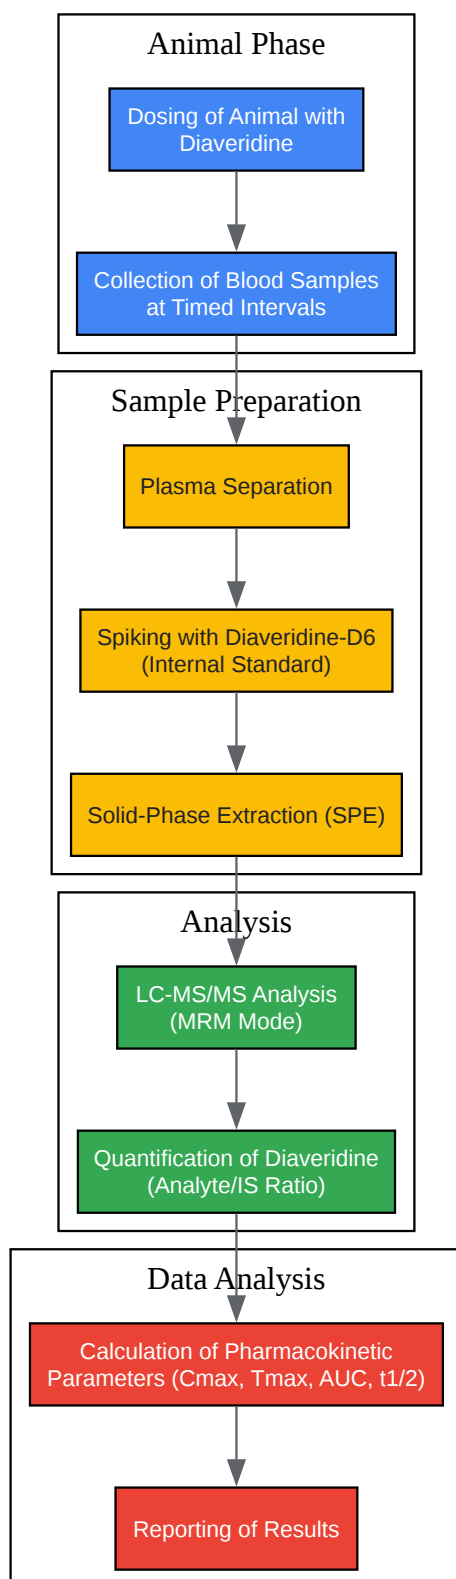 Animal Phase
Dosing of Animal with
Diaveridine
Collection of Blood Samples
at Timed Intervals
Sample Preparation
Plasma Separation
Spiking with Diaveridine-D6
(Internal Standard)
Solid-Phase Extraction (SPE)
Analysis
LC-MS/MS Analysis
(MRM Mode)
Quantification of Diaveridine
(Analyte/IS Ratio)
Data Analysis
Calculation of Pharmacokinetic
Parameters (Cmax, Tmax, AUC, t1/2)
Reporting of Results